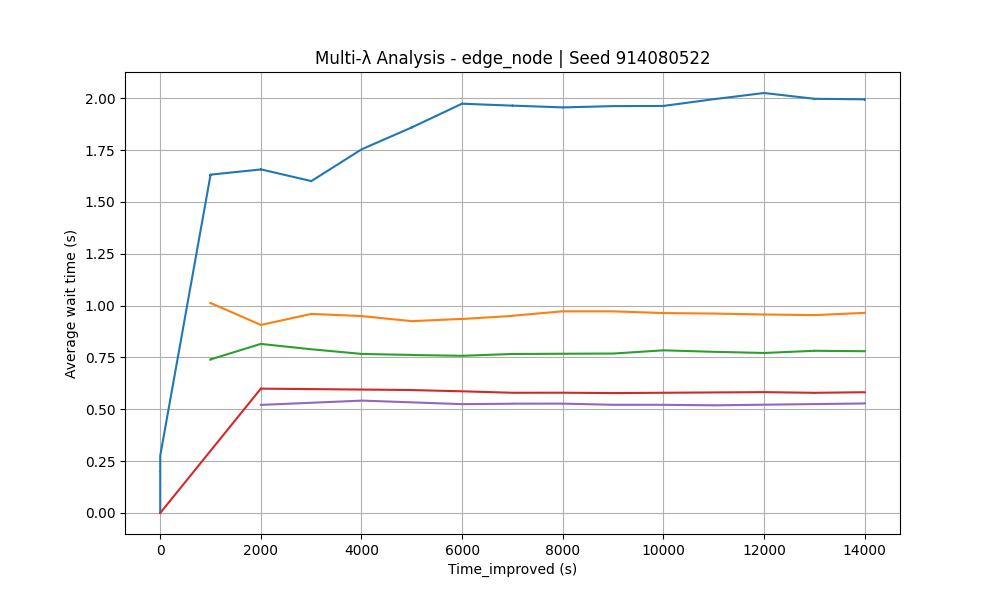 Multi-λ Analysis - edge_node | Seed 914080522
Average wait time (s)
2.00
1.75
1.50
1.25
1.00
0.75
0.50
0.25
0.00
0 2000 4000 6000 8000 10000 12000 14000
Time_improved (s)